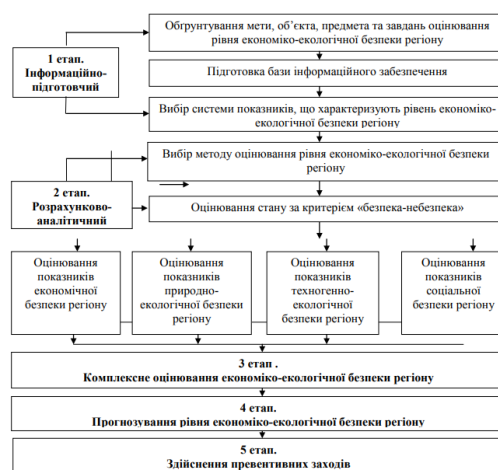 Обґрунтування мети, об’єкта, предмета та завдань оцінювання
рівня економіко-екологічної безпеки регіону
1 етап.
Інформаційно-
підготовчий
Підготовка бази інформаційного забезпечення
Вибір системи показників, що характеризують рівень економіко-
екологічної безпеки регіону
Вибір методу оцінювання рівня економіко-екологічної безпеки
регіону
2 етап.
Розрахунково-
аналітичний
Оцінювання стану за критерієм «безпека-небезпека»
Оцінювання
показників
економічної
безпеки регіону
Оцінювання
показників
природно-
екологічної безпеки
регіону
Оцінювання
показників
техногенно-
екологічної безпеки
регіону
Оцінювання
показників
соціальної
безпеки регіону
3 етап .
Комплексне оцінювання економіко-екологічної безпеки регіону
4 етап.
Прогнозування рівня економіко-екологічної безпеки регіону
5 етап.
Здійснення превентивних заходів